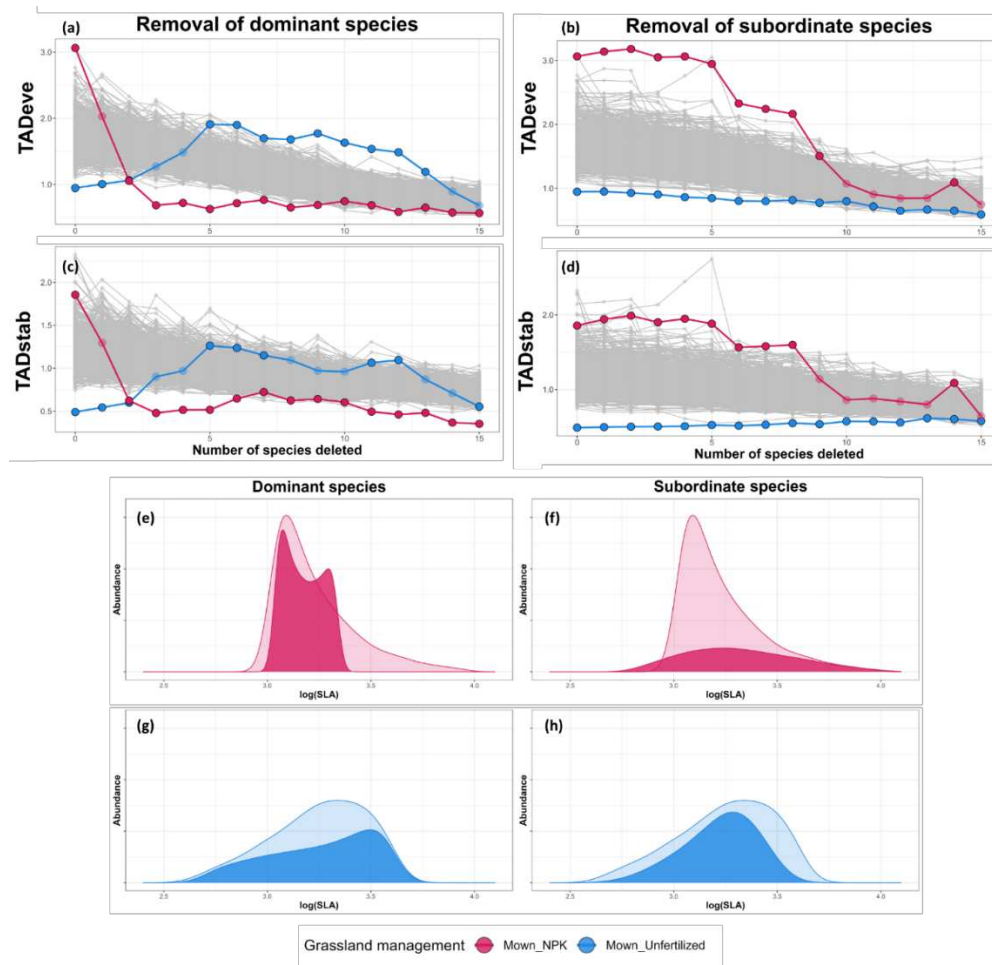 Removal of dominant species
Removal of subordinate species
(a)
TADeve
3.0
2.0
1.0
0
5
10
15
(b)
TADeve
3.0
2.0
1.0
0
5
10
15
(c)
TADstab
2.0
1.5
1.0
0.5
0
5
10
15
Number of species deleted
(d)
TADstab
2.0
1.0
0
5
10
15
Number of species deleted
Dominant species
Subordinate species
(e)
Abundance
2.5
3.0
3.5
4.0
log(SLA)
(f)
Abundance
2.5
3.0
3.5
4.0
log(SLA)
(g)
Abundance
2.5
3.0
3.5
4.0
log(SLA)
(h)
Abundance
2.5
3.0
3.5
4.0
log(SLA)
Grassland management Mown_NPK Mown_Unfertilized